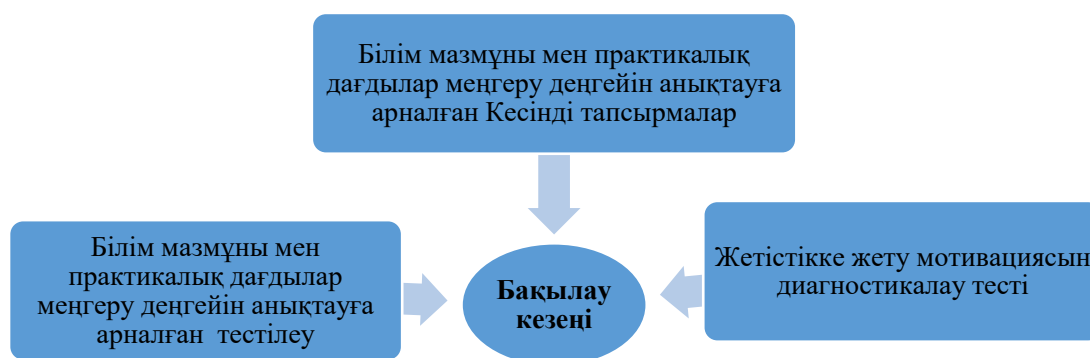 Білім мазмұны мен практикалық
дағдылар меңгеру деңгейін анықтауға
арналған Кесінді тапсырмалар
Білім мазмұны мен
практикалық дағдылар
меңгеру деңгейін анықтауға
арналған тестілеу
Бақылау
кезеңі
Жетістікке жету мотивациясын
диагностикалау тесті